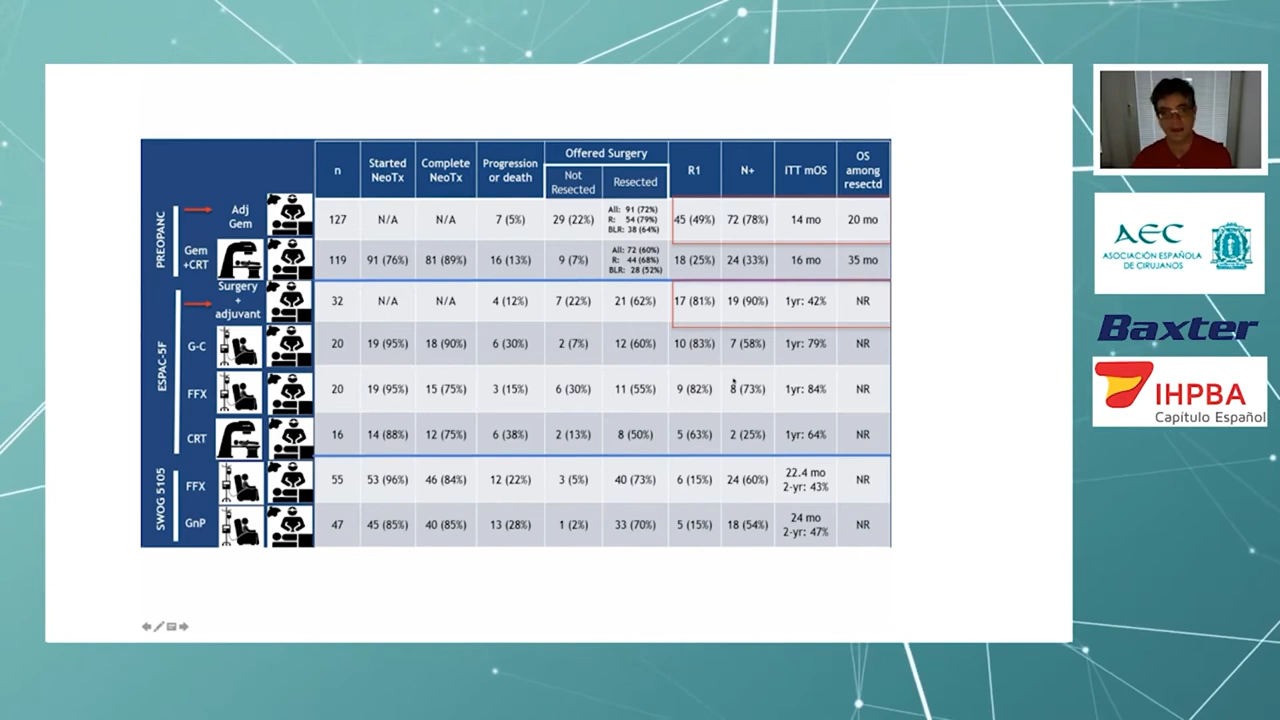 n
Started NeoTx
Complete NeoTx
Progression or death
Offered Surgery
Not Resected
Resected
R1
N+
ITT mOS
OS among resectd
PREOPANC
Adj Gem
127
N/A
N/A
7 (5%)
29 (22%)
All: 91 (72%)
R: 54 (79%)
BLR: 38 (64%)
45 (49%)
72 (78%)
14 mo
20 mo
Gem +CRT
119
91 (76%)
81 (89%)
16 (13%)
9 (7%)
All: 72 (60%)
R: 44 (68%)
BLR: 28 (52%)
18 (25%)
24 (33%)
16 mo
35 mo
ESPAC-5F
Surgery + adjuvant
32
N/A
N/A
4 (12%)
7 (22%)
21 (62%)
17 (81%)
19 (90%)
1yr: 42%
NR
G-C
20
19 (95%)
18 (90%)
6 (30%)
2 (7%)
12 (60%)
10 (83%)
7 (58%)
1yr: 79%
NR
FFX
20
19 (95%)
15 (75%)
3 (15%)
6 (30%)
11 (55%)
9 (82%)
8 (73%)
1yr: 84%
NR
CRT
16
14 (88%)
12 (75%)
6 (38%)
2 (13%)
8 (50%)
5 (63%)
2 (25%)
1yr: 64%
NR
SWOG 5105
FFX
55
53 (96%)
46 (84%)
12 (22%)
3 (5%)
40 (73%)
6 (15%)
24 (60%)
22.4 mo
2-yr: 43%
NR
GnP
47
45 (85%)
40 (85%)
13 (28%)
1 (2%)
33 (70%)
5 (15%)
18 (54%)
24 mo
2-yr: 47%
NR
AEC
ASOCIACIÓN ESPAÑOLA
DE CIRUJANOS
Baxter
IHPBA
Capítulo Español